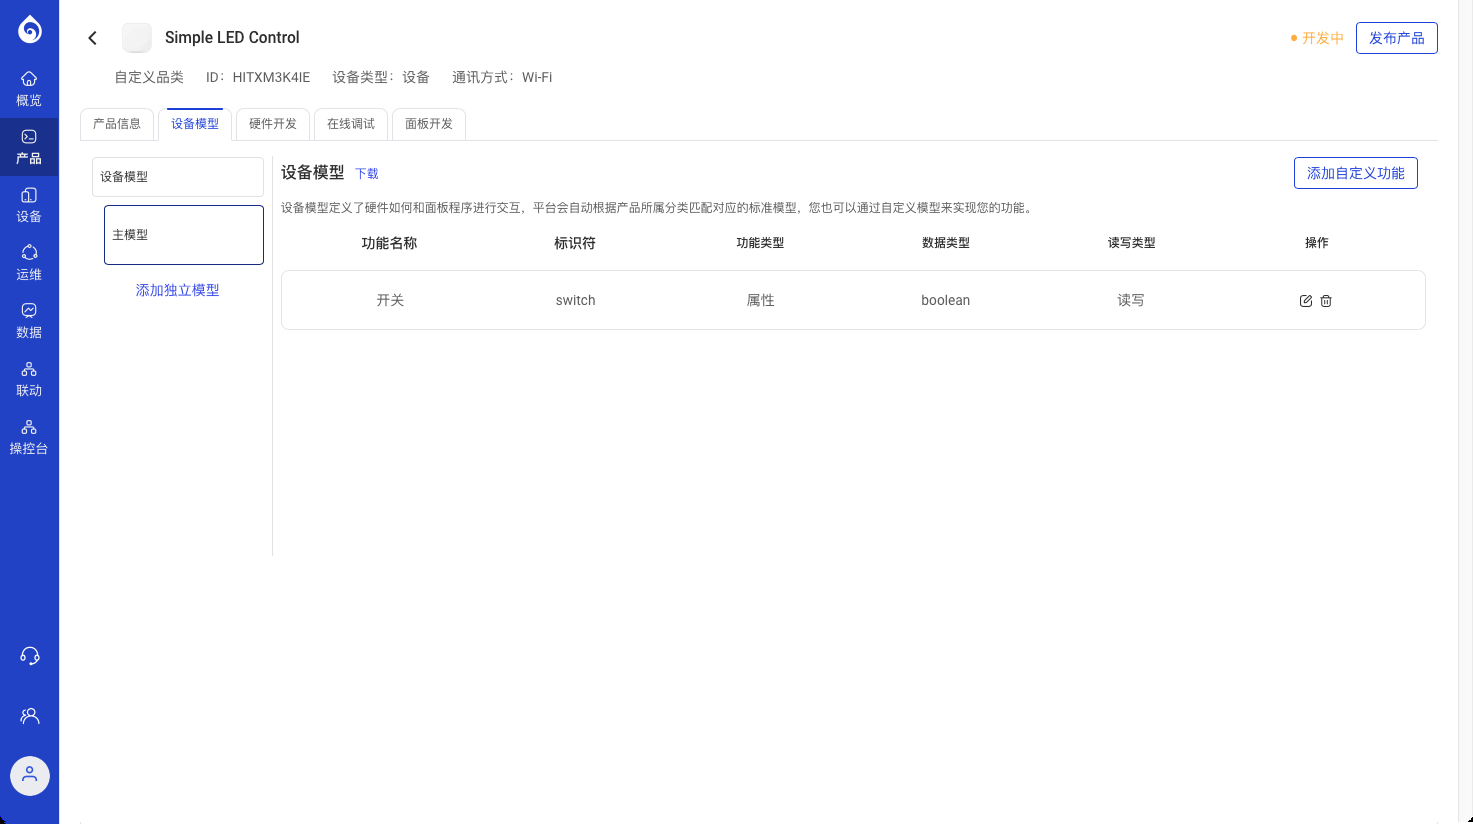 Simple LED Control
开发中
发布产品
自定义品类 ID：HITXM3K4IE 设备类型：设备 通讯方式：Wi-Fi
概览
产品
设备
运维
数据
联动
操控台
产品信息 设备模型 硬件开发 在线调试 面板开发
设备模型
主模型
添加独立模型
设备模型 下载
添加自定义功能
设备模型定义了硬件如何和面板程序进行交互，平台会自动根据产品所属分类匹配对应的标准模型，您也可以通过自定义模型来实现您的功能。
功能名称 标识符 功能类型 数据类型 读写类型 操作
开关 switch 属性 boolean 读写